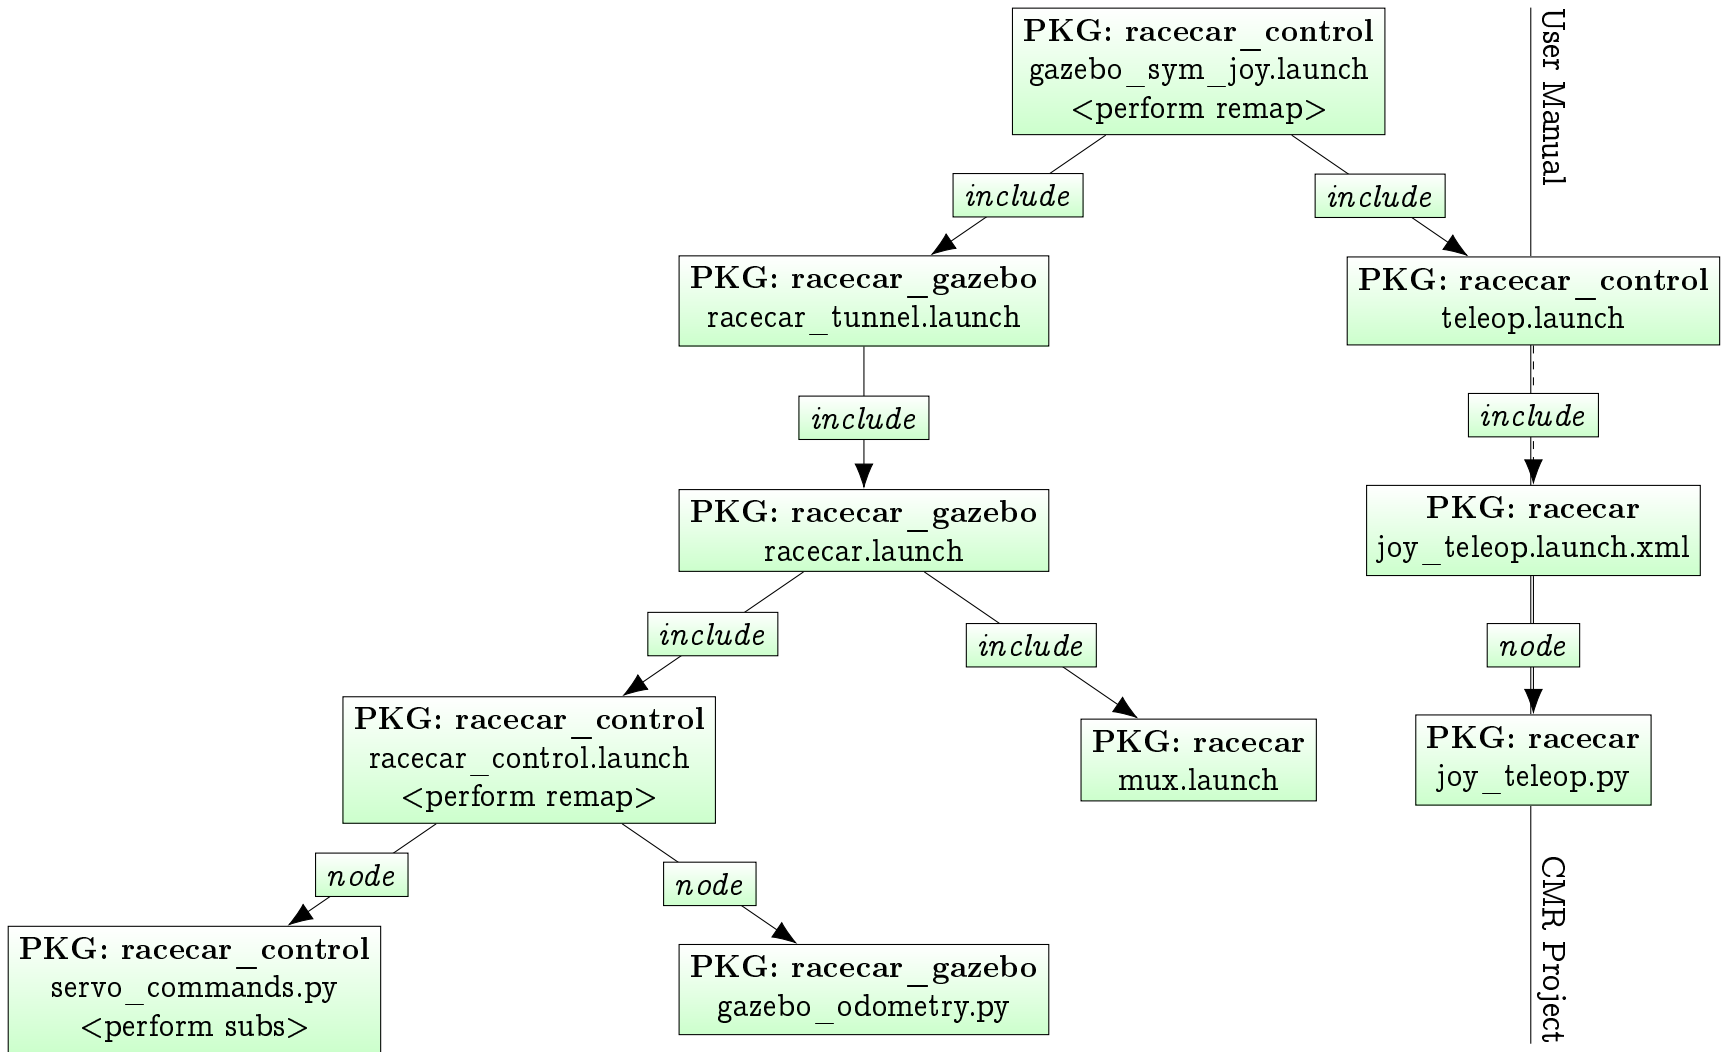 PKG: racecar_control
gazebo_sym_joy.launch
<perform remap>
User Manual
include
include
PKG: racecar_gazebo
racecar_tunnel.launch
PKG: racecar_control
teleop.launch
include
include
PKG: racecar_gazebo
racecar.launch
PKG: racecar
joy_teleop.launch.xml
include
include
node
PKG: racecar_control
racecar_control.launch
<perform remap>
PKG: racecar
mux.launch
PKG: racecar
joy_teleop.py
node
node
CMR Project
PKG: racecar_control
servo_commands.py
<perform subs>
PKG: racecar_gazebo
gazebo_odometry.py